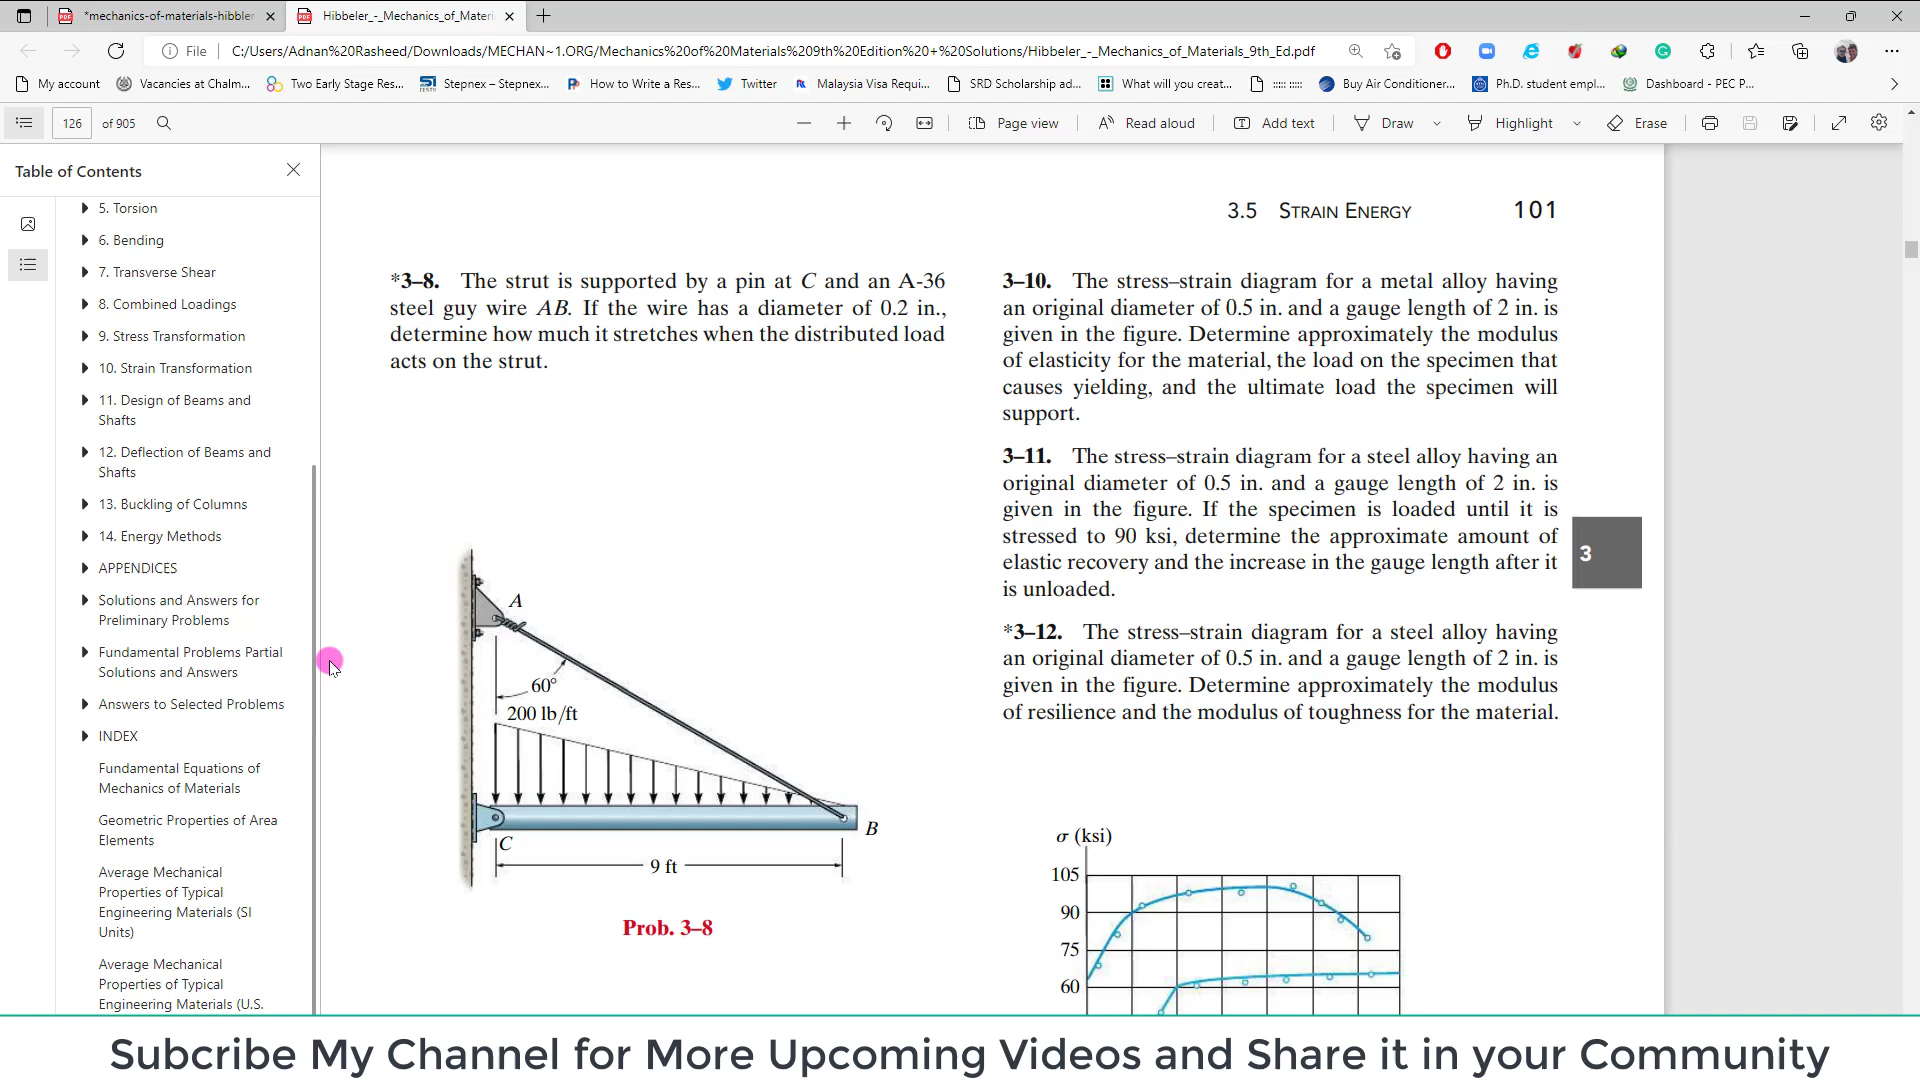 *mechanics-of-materials-hibbler
Hibbeler_-_Mechanics_of_Materi
File
C:/Users/Adnan%20Rasheed/Downloads/MECHAN~1.ORG/Mechanics%20of%20Materials%209th%20Edition%20+%20Solutions/Hibbeler_-_Mechanics_of_Materials_9th_Ed.pdf
My account
Vacancies at Chalm...
Two Early Stage Res...
Stepnex – Stepnex...
How to Write a Res...
Twitter
Malaysia Visa Requi...
SRD Scholarship ad...
What will you creat...
Buy Air Conditioner...
Ph.D. student empl...
Dashboard - PEC P...
126
of 905
Page view
Read aloud
Add text
Draw
Highlight
Erase
Table of Contents
5. Torsion
6. Bending
7. Transverse Shear
8. Combined Loadings
9. Stress Transformation
10. Strain Transformation
11. Design of Beams and
Shafts
12. Deflection of Beams and
Shafts
13. Buckling of Columns
14. Energy Methods
APPENDICES
Solutions and Answers for
Preliminary Problems
Fundamental Problems Partial
Solutions and Answers
Answers to Selected Problems
INDEX
Fundamental Equations of
Mechanics of Materials
Geometric Properties of Area
Elements
Average Mechanical
Properties of Typical
Engineering Materials (SI
Units)
Average Mechanical
Properties of Typical
Engineering Materials (U.S.
3.5 STRAIN ENERGY 101
*3–8. The strut is supported by a pin at C and an A-36
steel guy wire AB. If the wire has a diameter of 0.2 in.,
determine how much it stretches when the distributed load
acts on the strut.
A
60°
200 lb/ft
C
B
9 ft
Prob. 3–8
3–10. The stress–strain diagram for a metal alloy having
an original diameter of 0.5 in. and a gauge length of 2 in. is
given in the figure. Determine approximately the modulus
of elasticity for the material, the load on the specimen that
causes yielding, and the ultimate load the specimen will
support.
3–11. The stress–strain diagram for a steel alloy having an
original diameter of 0.5 in. and a gauge length of 2 in. is
given in the figure. If the specimen is loaded until it is
stressed to 90 ksi, determine the approximate amount of
elastic recovery and the increase in the gauge length after it
is unloaded.
3
*3–12. The stress–strain diagram for a steel alloy having
an original diameter of 0.5 in. and a gauge length of 2 in. is
given in the figure. Determine approximately the modulus
of resilience and the modulus of toughness for the material.
σ (ksi)
105
90
75
60
Subcribe My Channel for More Upcoming Videos and Share it in your Community